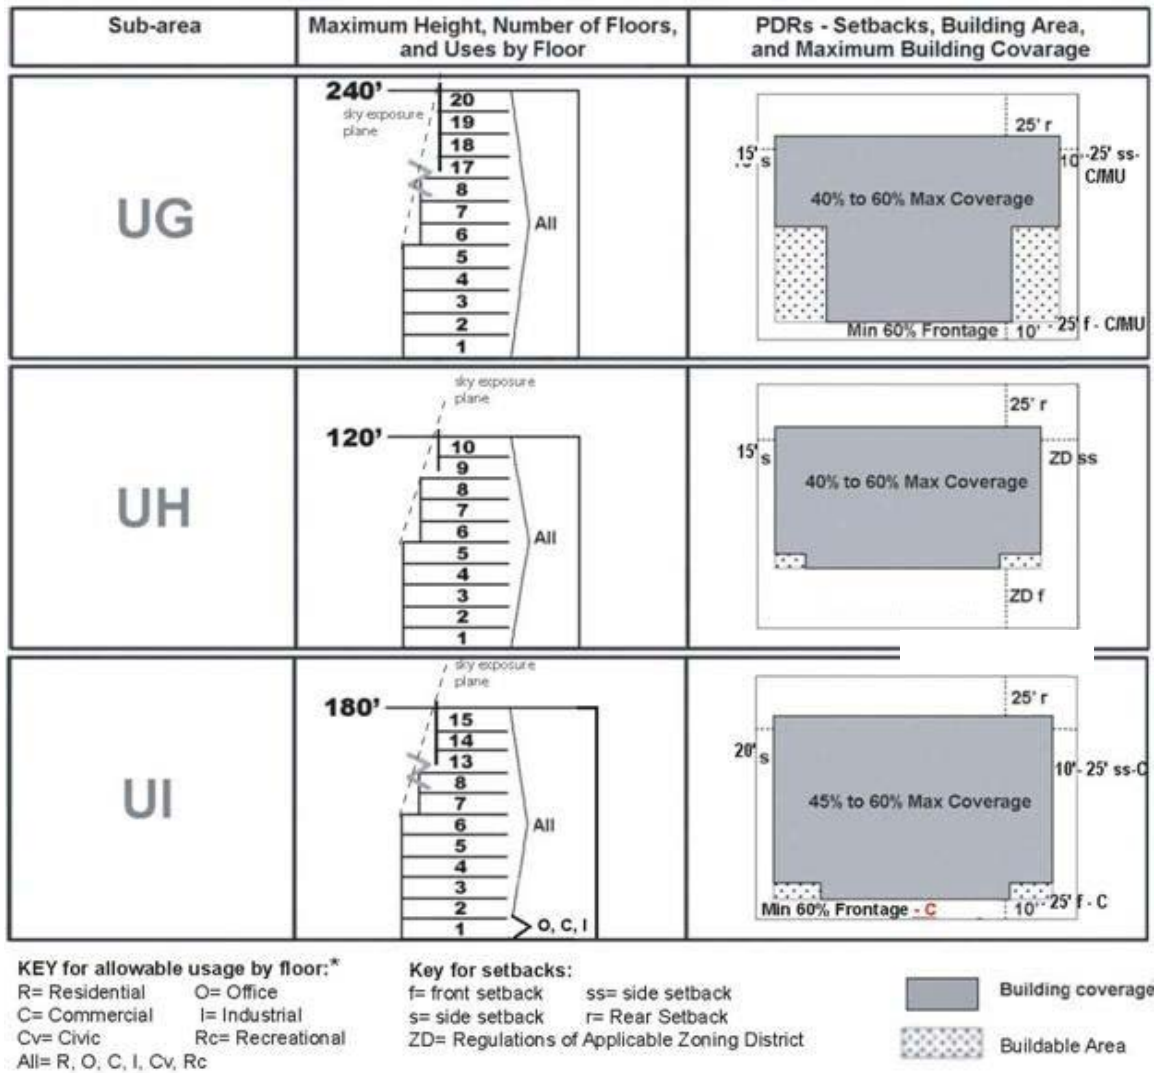 Sub-area
Maximum Height, Number of Floors,
and Uses by Floor
PDRs - Setbacks, Building Area,
and Maximum Building Covarage
UG
240'
sky exposure
plane
20
19
18
17
8
7
6
5
4
3
2
1
All
25' r
15'
s
10'-25' ss-
C/MU
40% to 60% Max Coverage
Min 60% Frontage
10' - 25' f - C/MU
UH
sky exposure
plane
120'
10
9
8
7
6
5
4
3
2
1
All
25' r
15'
s
ZD ss
40% to 60% Max Coverage
ZD f
UI
sky exposure
plane
180'
15
14
13
8
7
6
5
4
3
2
1
All
O, C, I
25' r
20'
s
10'- 25' ss-C
45% to 60% Max Coverage
Min 60% Frontage - C
10' - 25' f - C
KEY for allowable usage by floor:*
R= Residential O= Office
C= Commercial I= Industrial
Cv= Civic Rc= Recreational
All= R, O, C, I, Cv, Rc
Key for setbacks:
f= front setback ss= side setback
s= side setback r= Rear Setback
ZD= Regulations of Applicable Zoning District
Building coverage
Buildable Area